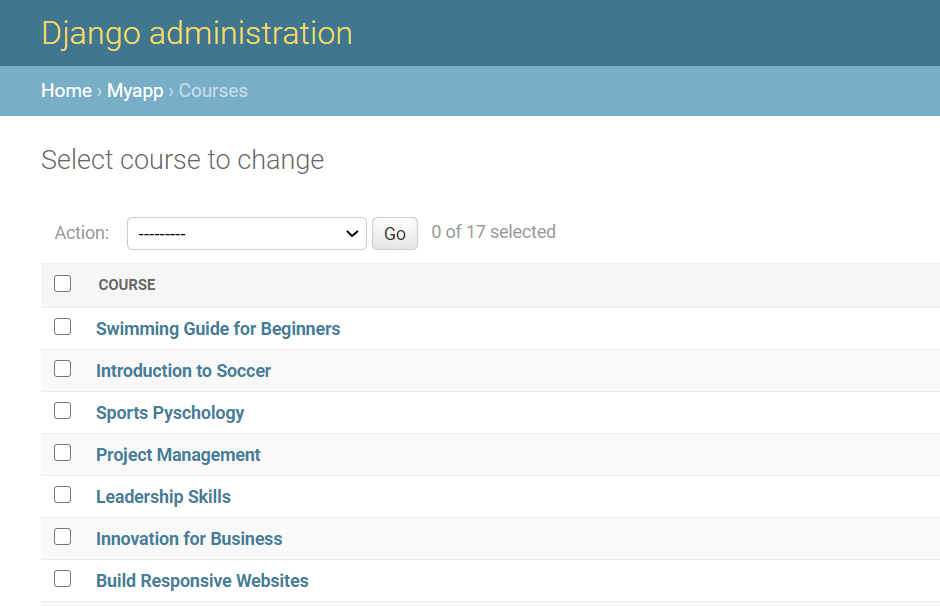 Django administration
Home › Myapp › Courses
Select course to change
Action: --------- Go 0 of 17 selected
COURSE
Swimming Guide for Beginners
Introduction to Soccer
Sports Pyschology
Project Management
Leadership Skills
Innovation for Business
Build Responsive Websites